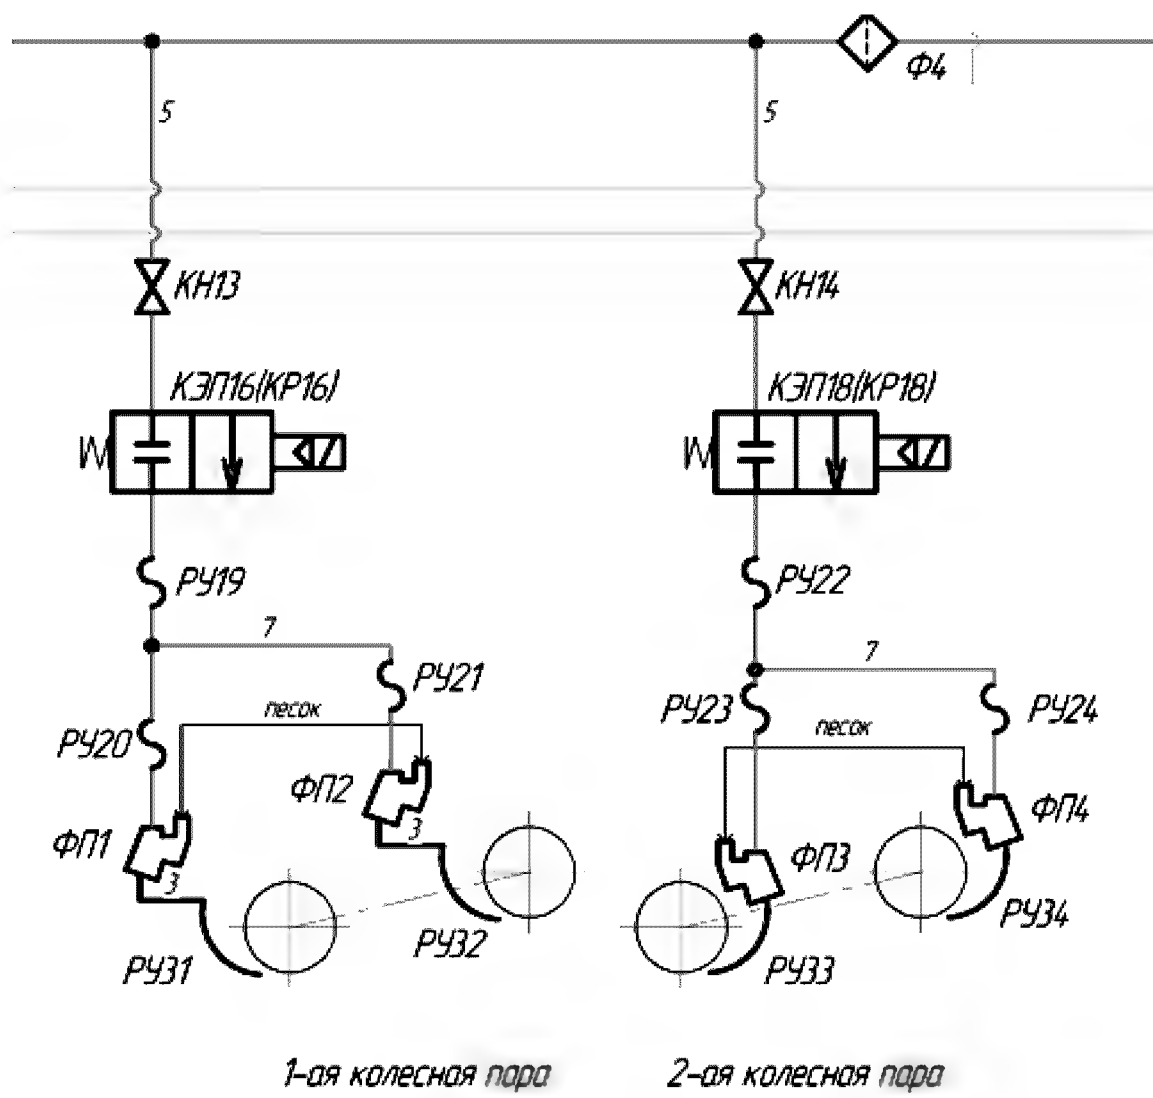 Ф4
5
5
КН13
КН14
КЭП16(КР16)
КЭП18(КР18)
РУ19
РУ22
7
7
РУ21
песок
РУ20
РУ23
РУ24
песок
ФП2
ФП1
3
3
ФП4
ФП3
РУ32
РУ31
РУ34
РУ33
1-ая колесная пара
2-ая колесная пара